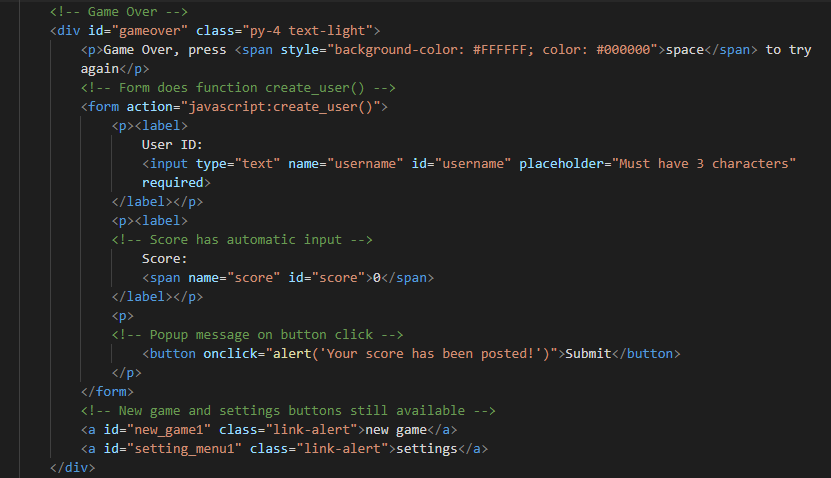 <!-- Game Over -->
<div id="gameover" class="py-4 text-light">
<p>Game Over, press <span style="background-color: #FFFFFF; color: #000000">space</span> to try
again</p>
<!-- Form does function create_user() -->
<form action="javascript:create_user()">
<p><label>
User ID:
<input type="text" name="username" id="username" placeholder="Must have 3 characters"
required>
</label></p>
<p><label>
<!-- Score has automatic input -->
Score:
<span name="score" id="score">0</span>
</label></p>
<p>
<!-- Popup message on button click -->
<button onclick="alert('Your score has been posted!')">Submit</button>
</p>
</form>
<!-- New game and settings buttons still available -->
<a id="new_game1" class="link-alert">new game</a>
<a id="setting_menu1" class="link-alert">settings</a>
</div>